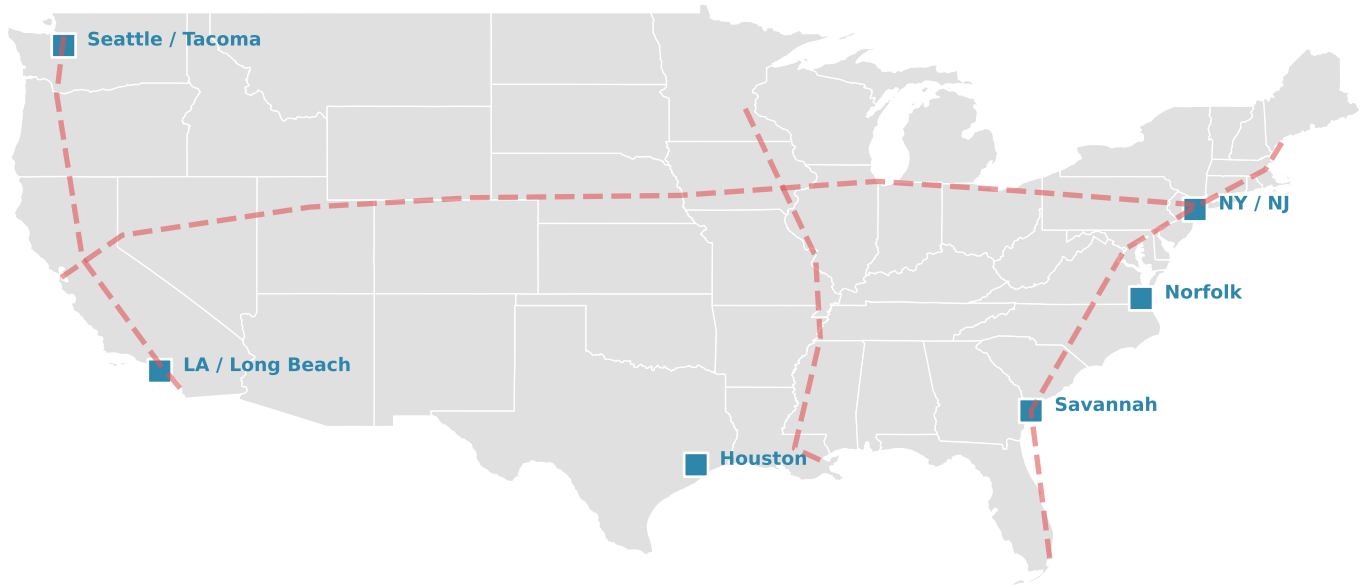 Seattle / Tacoma
NY / NJ
Norfolk
LA / Long Beach
Savannah
Houston